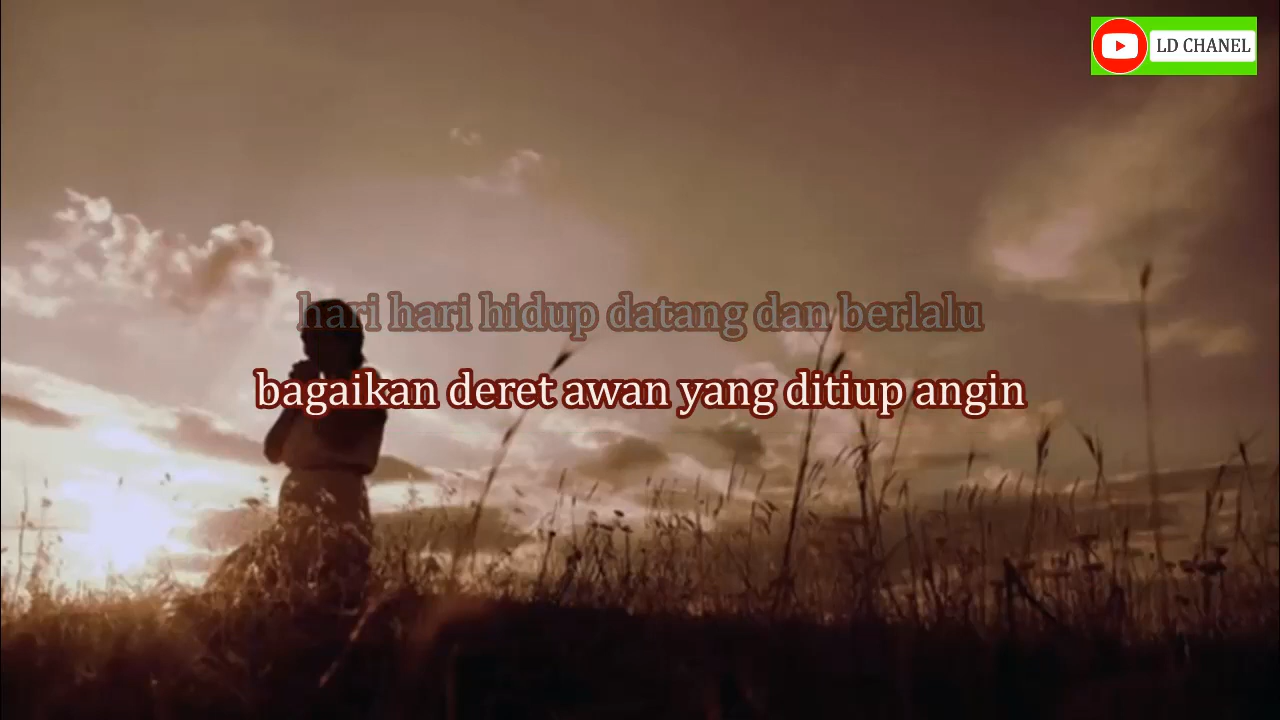 LD CHANEL
hari hari hidup datang dan berlalu
bagaikan deret awan yang ditiup angin